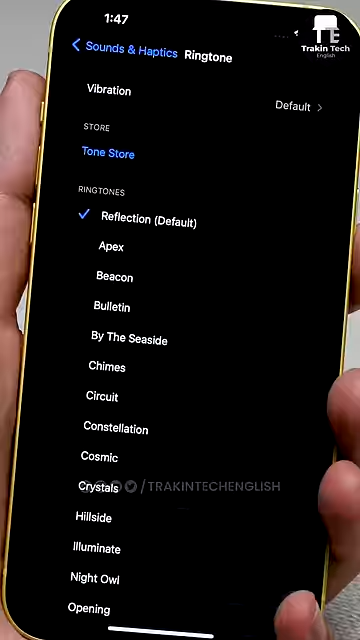 1:47
Trakin Tech
English
Sounds & Haptics Ringtone
Vibration
Default
STORE
Tone Store
RINGTONES
Reflection (Default)
Apex
Beacon
Bulletin
By The Seaside
Chimes
Circuit
Constellation
Cosmic
Crystals
/TRAKINTECHENGLISH
Hillside
Illuminate
Night Owl
Opening